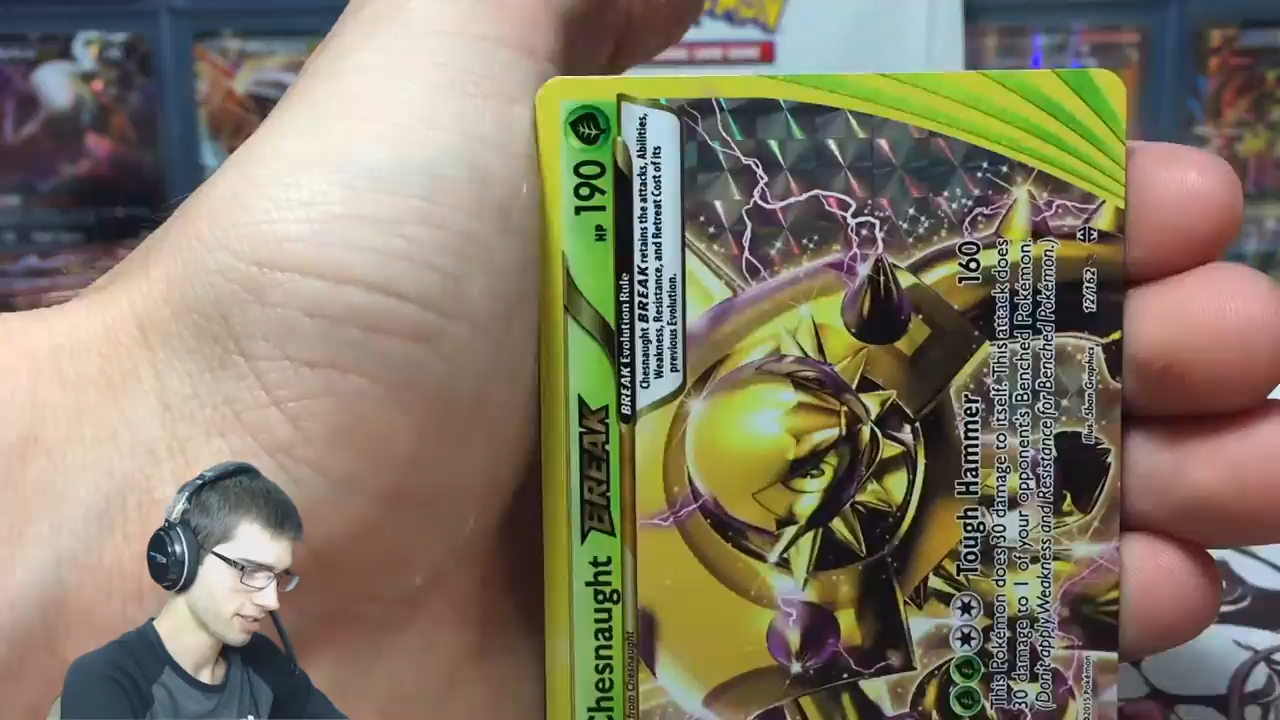 POKÉMON
Chesnaught BREAK HP 190
from Chesnaught
BREAK Evolution Rule
Chesnaught BREAK retains the attacks, Abilities,
Weakness, Resistance, and Retreat Cost of its
previous Evolution.
Tough Hammer 160
This Pokémon does 30 damage to itself. This attack does
30 damage to 1 of your opponent's Benched Pokémon.
(Don't apply Weakness and Resistance for Benched Pokémon.)
Illus. 5ban Graphics 12/162
©2015 Pokémon